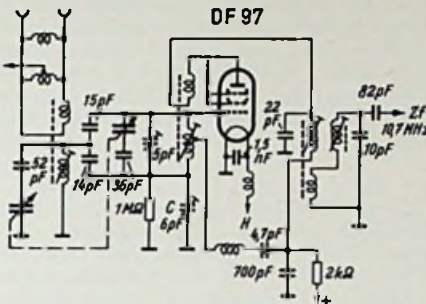 DF 97
15pF
22
pF
82pF
Zf
10,7 MHz
10pF
1,5
nF
52
pF
5pF
14pF
36pF
1MΩ
C
6pF
H
4,7pF
700pF
2kΩ
+